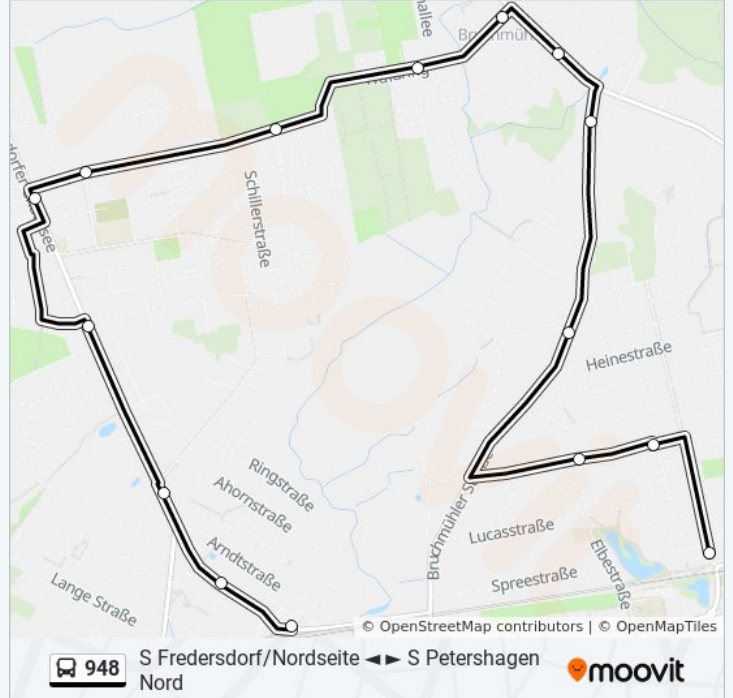 Schillerstraße
Heinestraße
Ringstraße
Ahornstraße
Bruchmühler
Lucasstraße
Arndtstraße
Elbestraße
Spreestraße
Lange Straße
© OpenStreetMap contributors | © OpenMapTiles
948
S Fredersdorf/Nordseite ◄► S Petershagen
Nord
moovit